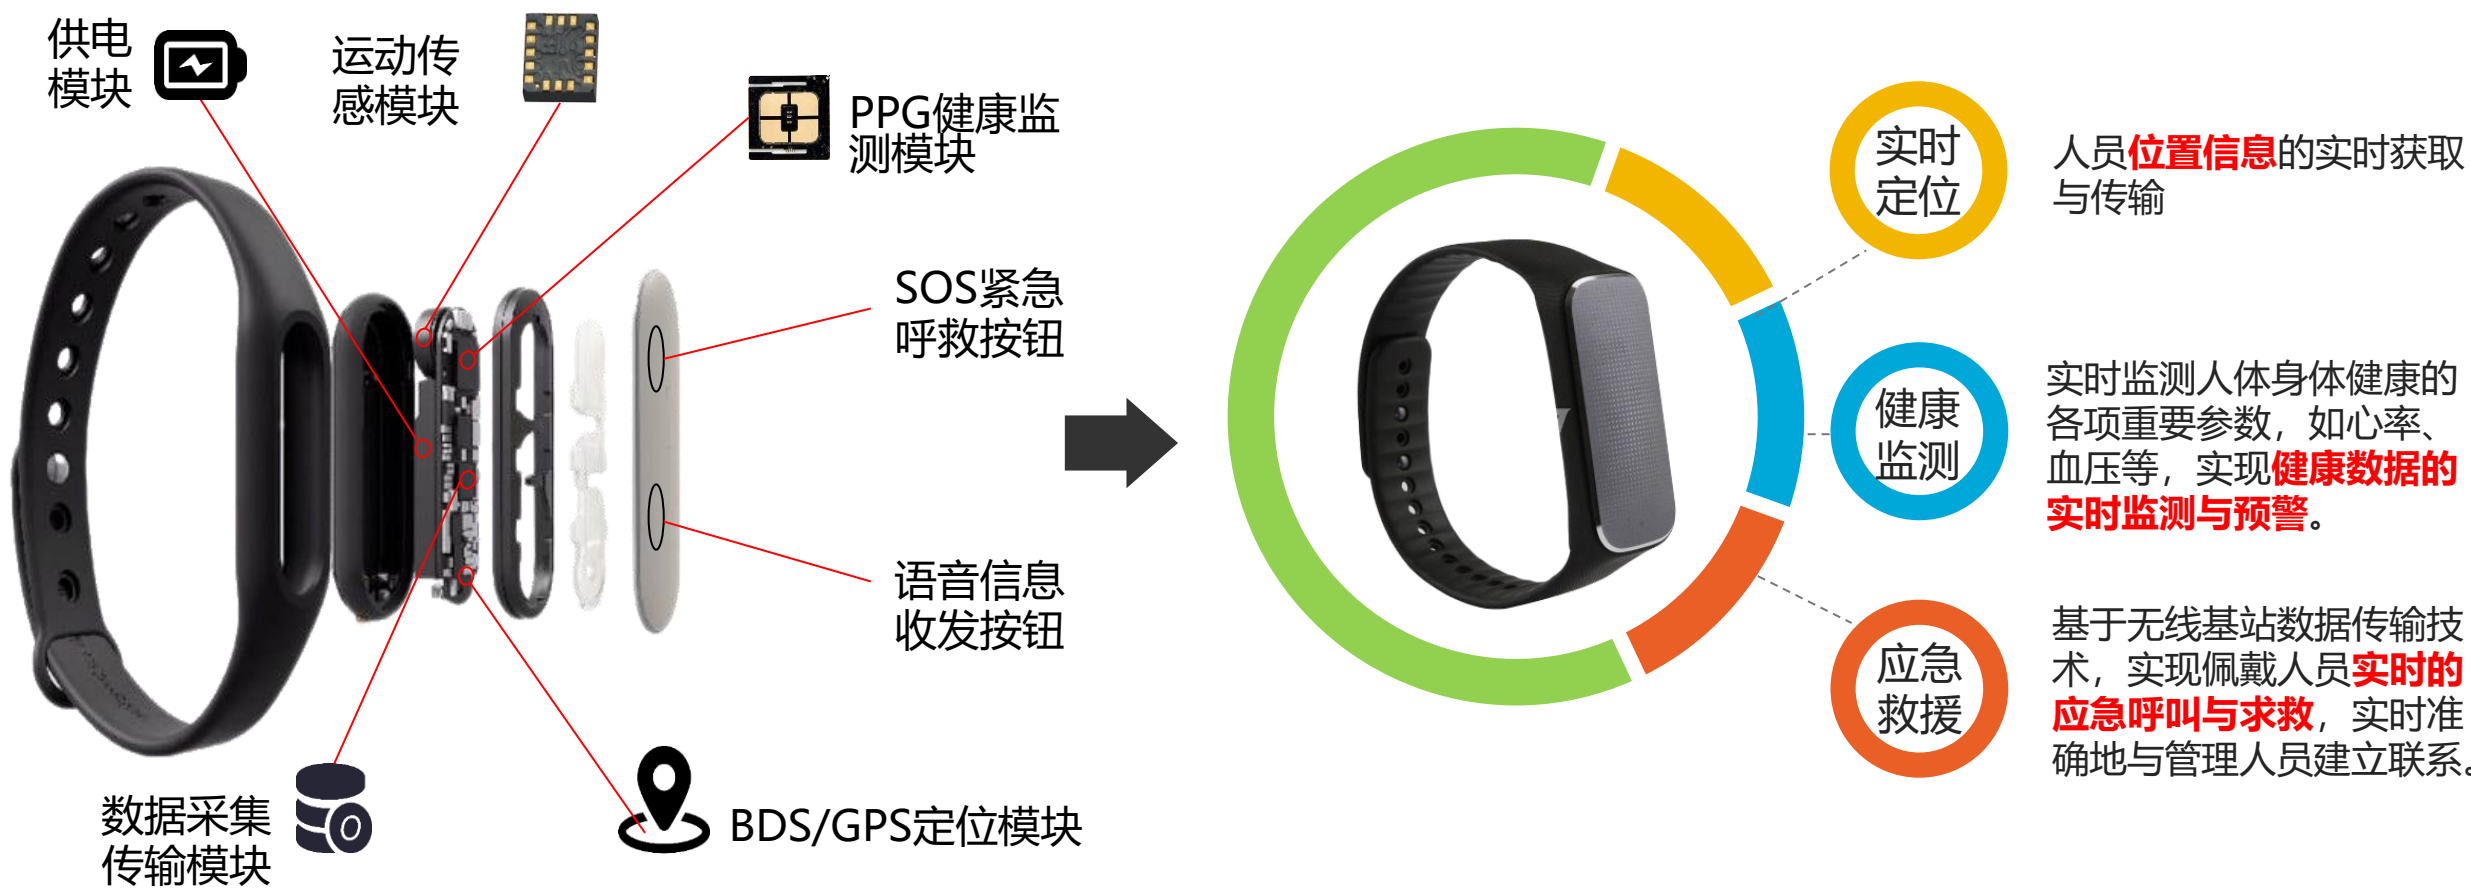 供电
模块
运动传
感模块
PPG健康监
测模块
SOS紧急
呼救按钮
语音信息
收发按钮
数据采集
传输模块
BDS/GPS定位模块
实时
定位
人员位置信息的实时获取
与传输
健康
监测
实时监测人体身体健康的
各项重要参数，如心率、
血压等，实现健康数据的
实时监测与预警。
应急
救援
基于无线基站数据传输技
术，实现佩戴人员实时的
应急呼叫与求救，实时准
确地与管理人员建立联系。